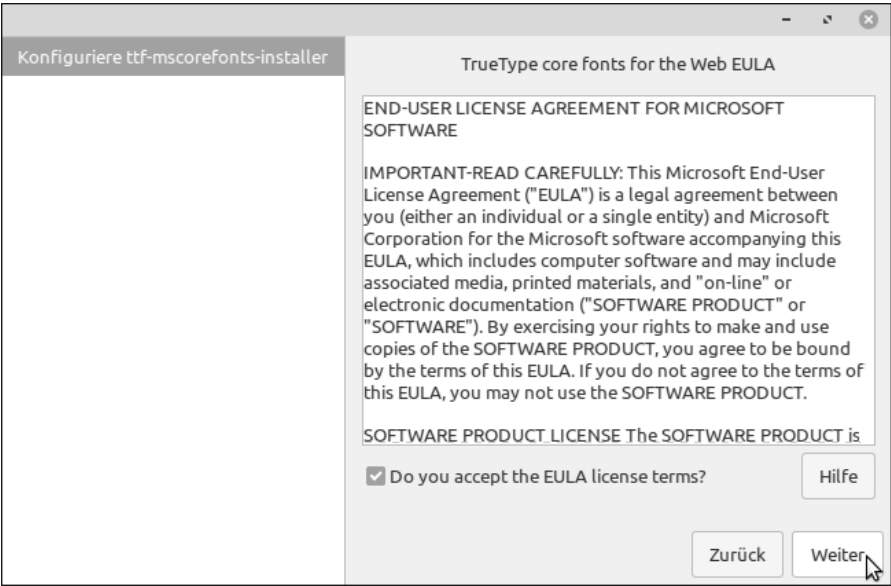 Konfiguriere ttf-mscorefonts-installer
TrueType core fonts for the Web EULA
END-USER LICENSE AGREEMENT FOR MICROSOFT
SOFTWARE
IMPORTANT-READ CAREFULLY: This Microsoft End-User
License Agreement ("EULA") is a legal agreement between
you (either an individual or a single entity) and Microsoft
Corporation for the Microsoft software accompanying this
EULA, which includes computer software and may include
associated media, printed materials, and "on-line" or
electronic documentation ("SOFTWARE PRODUCT" or
"SOFTWARE"). By exercising your rights to make and use
copies of the SOFTWARE PRODUCT, you agree to be bound
by the terms of this EULA. If you do not agree to the terms of
this EULA, you may not use the SOFTWARE PRODUCT.
SOFTWARE PRODUCT LICENSE The SOFTWARE PRODUCT is
Do you accept the EULA license terms?
Hilfe
Zurück
Weiter